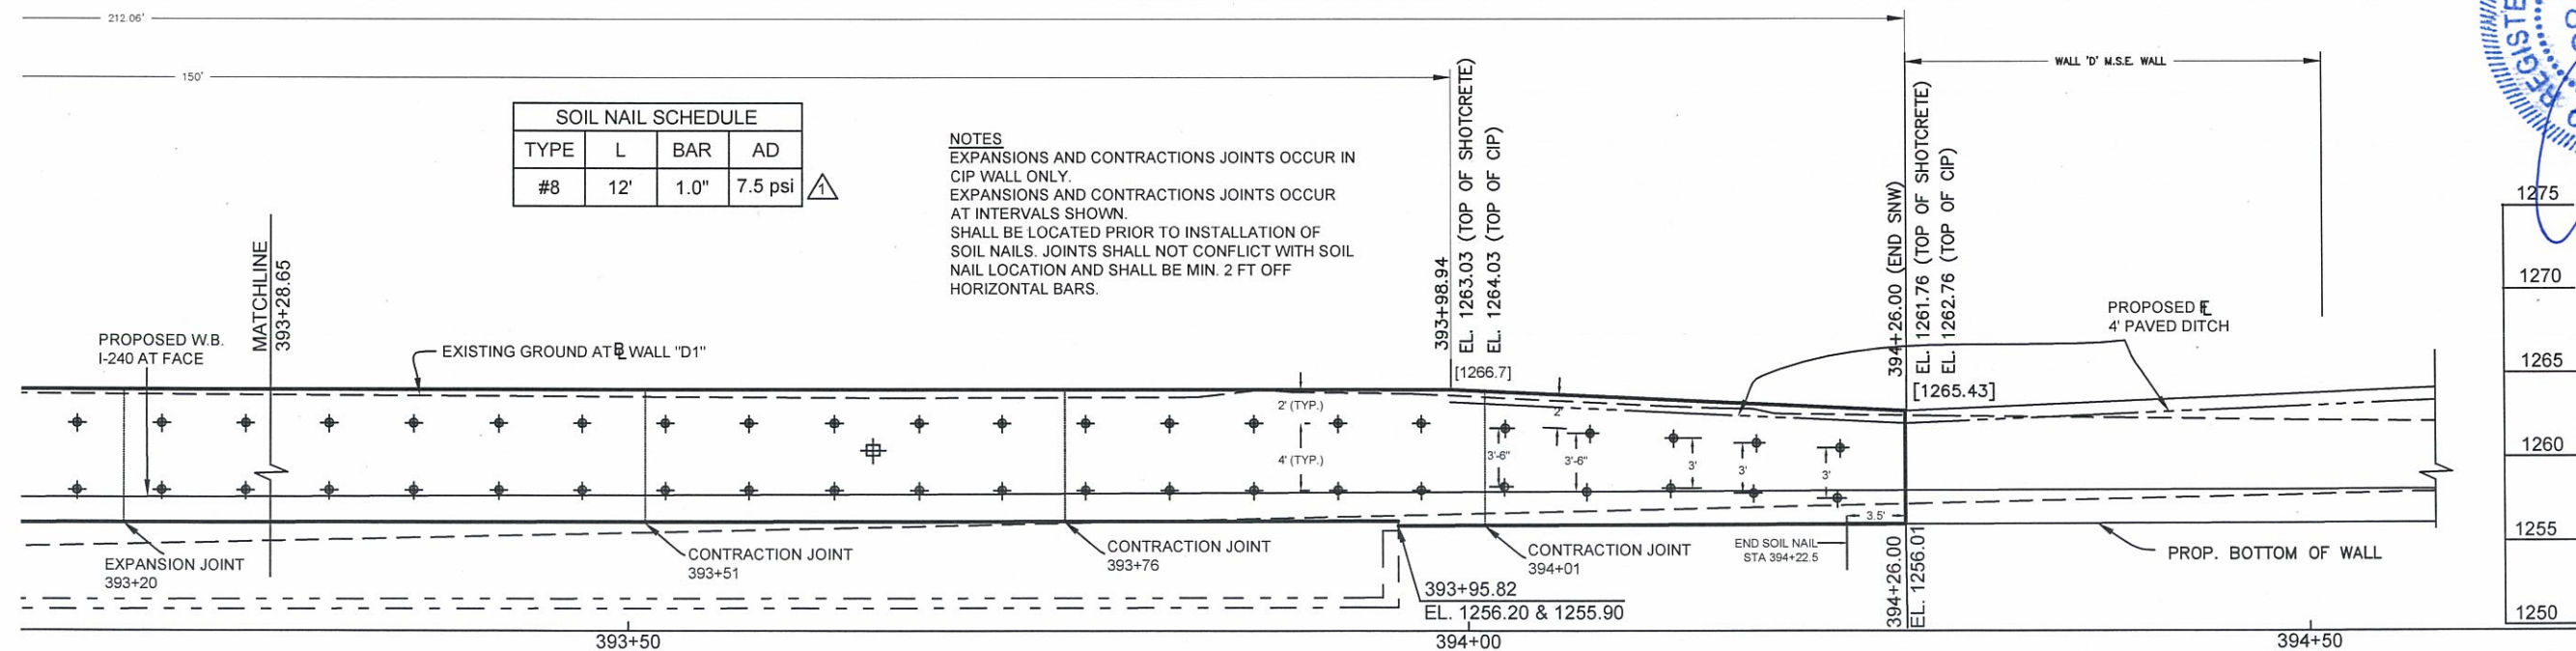 212.06'
150'
WALL 'D' M.S.E. WALL
REGISTE
SOIL NAIL SCHEDULE
TYPE L BAR AD
#8 12' 1.0" 7.5 psi 1
NOTES
EXPANSIONS AND CONTRACTIONS JOINTS OCCUR IN
CIP WALL ONLY.
EXPANSIONS AND CONTRACTIONS JOINTS OCCUR
AT INTERVALS SHOWN.
SHALL BE LOCATED PRIOR TO INSTALLATION OF
SOIL NAILS. JOINTS SHALL NOT CONFLICT WITH SOIL
NAIL LOCATION AND SHALL BE MIN. 2 FT OFF
HORIZONTAL BARS.
393+98.94
EL. 1263.03 (TOP OF SHOTCRETE)
EL. 1264.03 (TOP OF CIP)
[1266.7]
394+26.00 (END SNW)
EL. 1261.76 (TOP OF SHOTCRETE)
EL. 1262.76 (TOP OF CIP)
[1265.43]
MATCHLINE
393+28.65
PROPOSED W.B.
I-240 AT FACE
EXISTING GROUND AT BL WALL "D1"
PROPOSED FL
4' PAVED DITCH
1275
1270
1265
1260
1255
1250
2' (TYP.)
4' (TYP.)
2'
3'-6"
3'-6"
3'
3'
3'
3.5'
EXPANSION JOINT
393+20
CONTRACTION JOINT
393+51
CONTRACTION JOINT
393+76
CONTRACTION JOINT
394+01
END SOIL NAIL
STA 394+22.5
393+95.82
EL. 1256.20 & 1255.90
394+26.00
EL. 1256.01
PROP. BOTTOM OF WALL
393+50
394+00
394+50